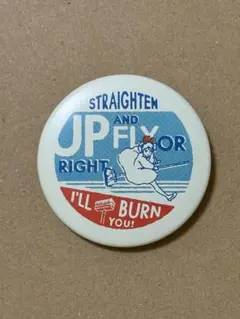 STRAIGHTEN
UP AND FLY
RIGHT OR
I'LL BURN
YOU!